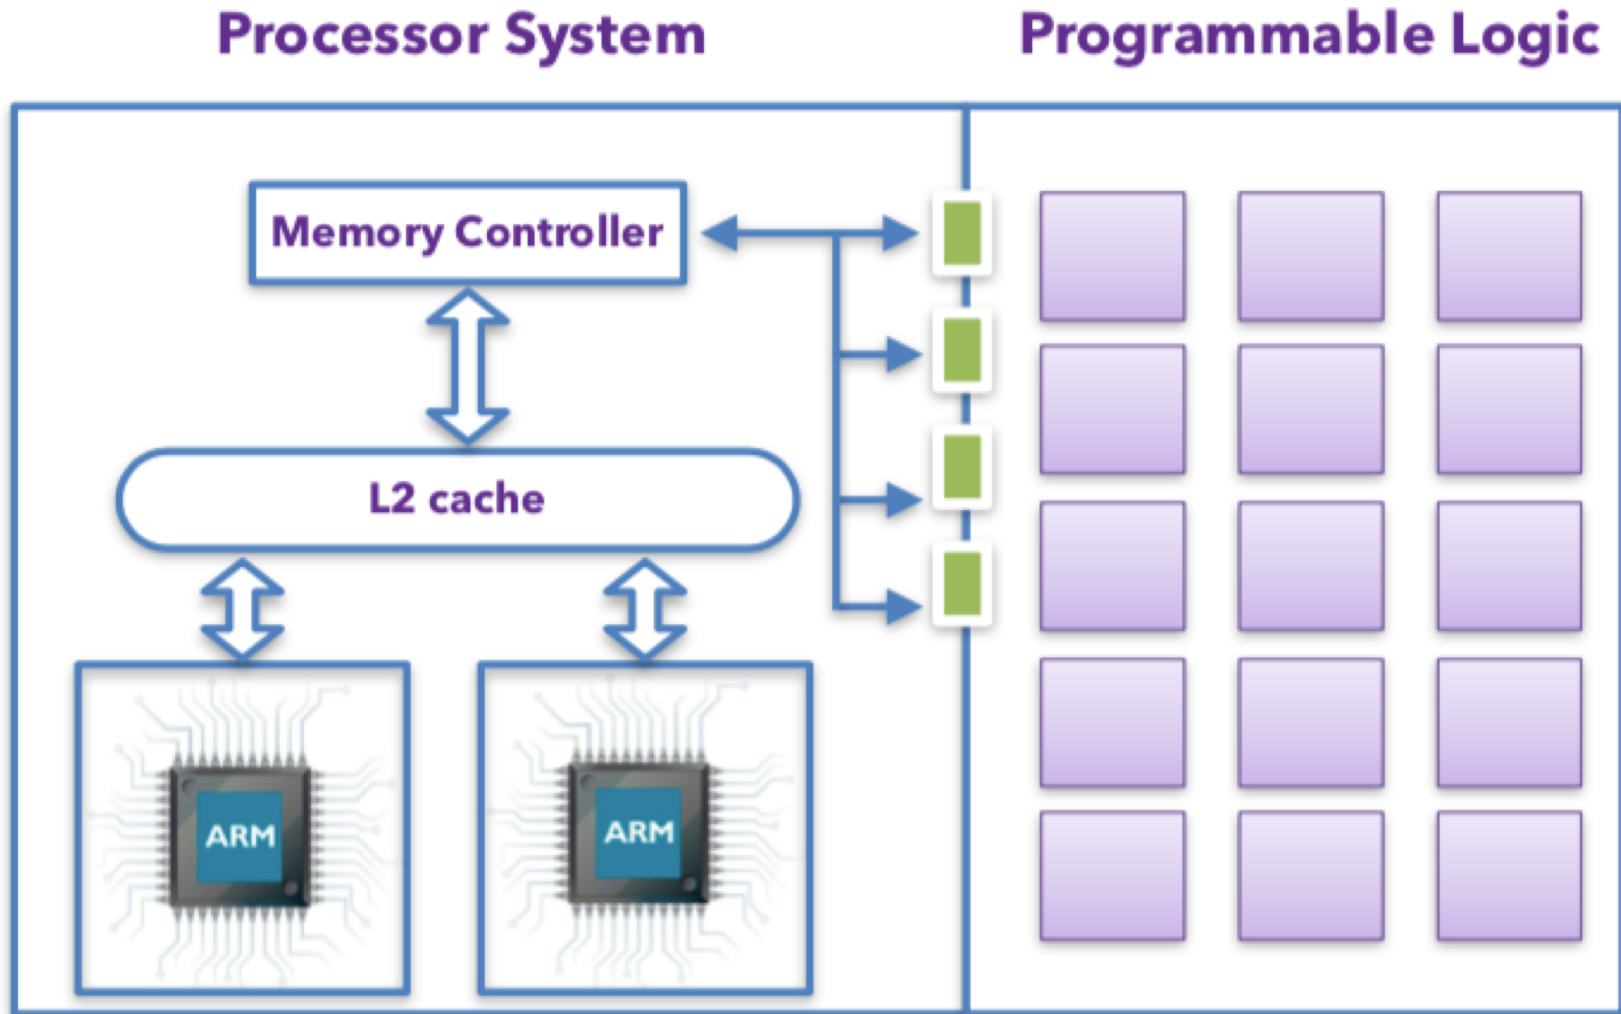 Processor System
Programmable Logic
Memory Controller
L2 cache
ARM
ARM